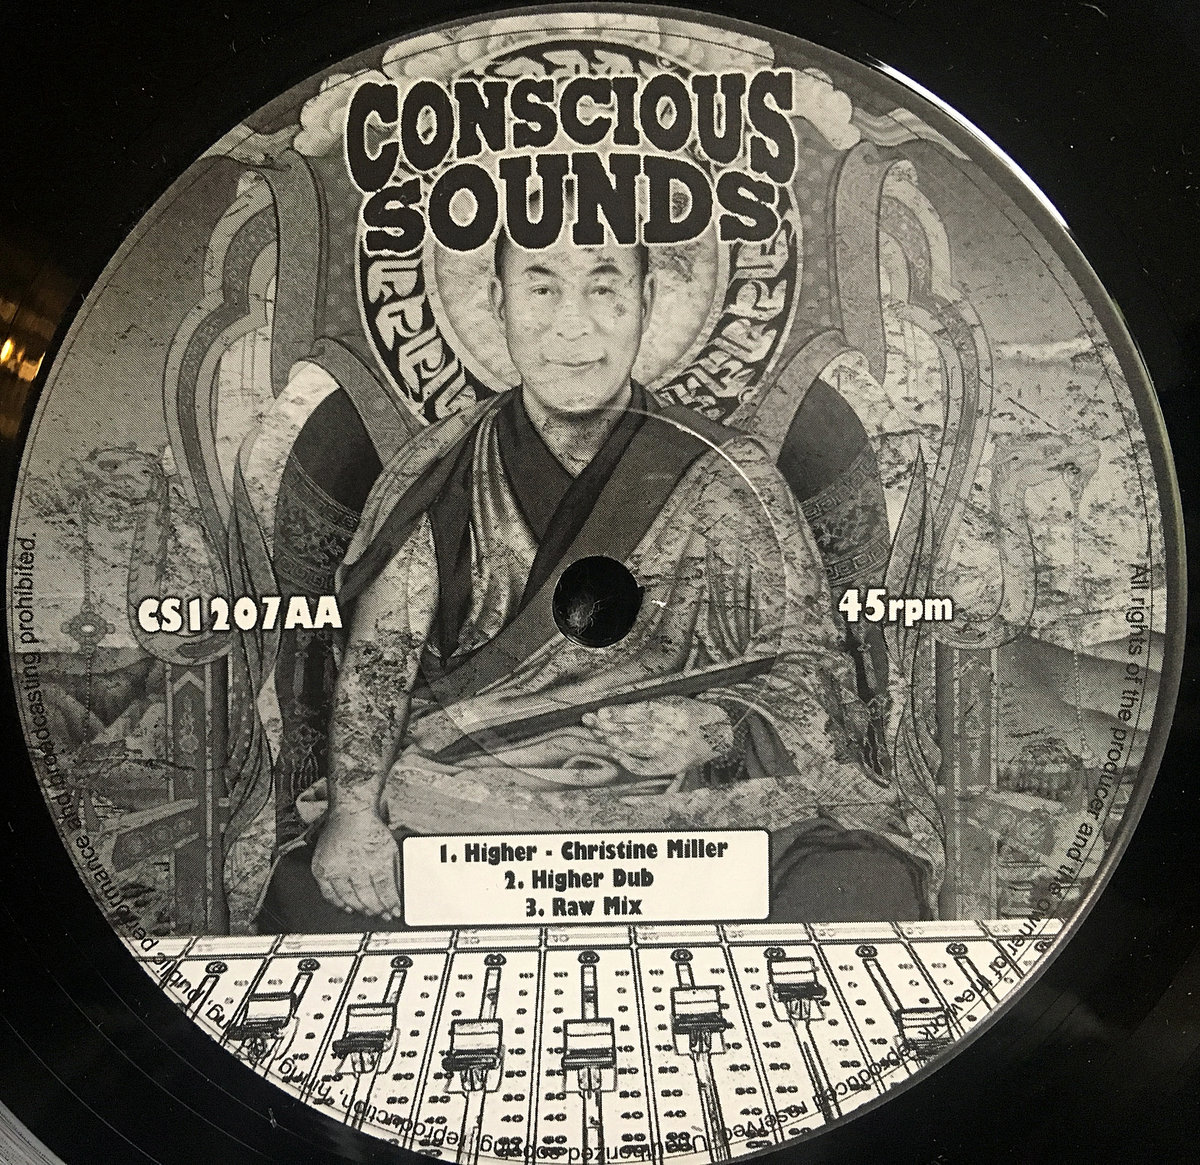 CONSCIOUS
SOUNDS
CS1207AA
45rpm
1. Higher - Christine Miller
2. Higher Dub
3. Raw Mix
All rights of the producer and the owner of the work reproduced reserved. Unauthorized copying, reproduction, hiring, public performance and broadcasting prohibited.